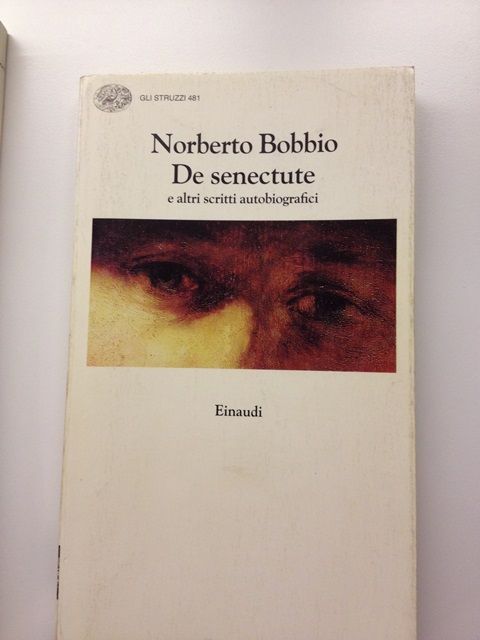 GLI STRUZZI 481
Norberto Bobbio
De senectute
e altri scritti autobiografici
Einaudi